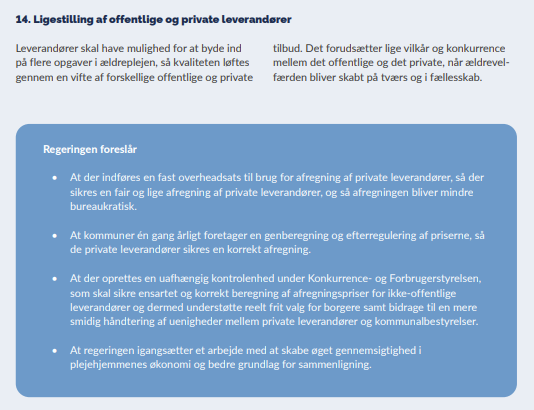 14. Ligestilling af offentlige og private leverandører
Leverandører skal have mulighed for at byde ind
på flere opgaver i ældreplejen, så kvaliteten løftes
gennem en vifte af forskellige offentlige og private
tilbud. Det forudsætter lige vilkår og konkurrence
mellem det offentlige og det private, når ældrevel-
færden bliver skabt på tværs og i fællesskab.
Regeringen foreslår
• At der indføres en fast overheadsats til brug for afregning af private leverandører, så der
sikres en fair og lige afregning af private leverandører, og så afregningen bliver mindre
bureaukratisk.
• At kommuner én gang årligt foretager en genberegning og efterregulering af priserne, så
de private leverandører sikres en korrekt afregning.
• At der oprettes en uafhængig kontrolenhed under Konkurrence- og Forbrugerstyrelsen,
som skal sikre ensartet og korrekt beregning af afregningspriser for ikke-offentlige
leverandører og dermed understøtte reelt frit valg for borgere samt bidrage til en mere
smidig håndtering af uenigheder mellem private leverandører og kommunalbestyrelser.
• At regeringen igangsætter et arbejde med at skabe øget gennemsigtighed i
plejehjemmenes økonomi og bedre grundlag for sammenligning.